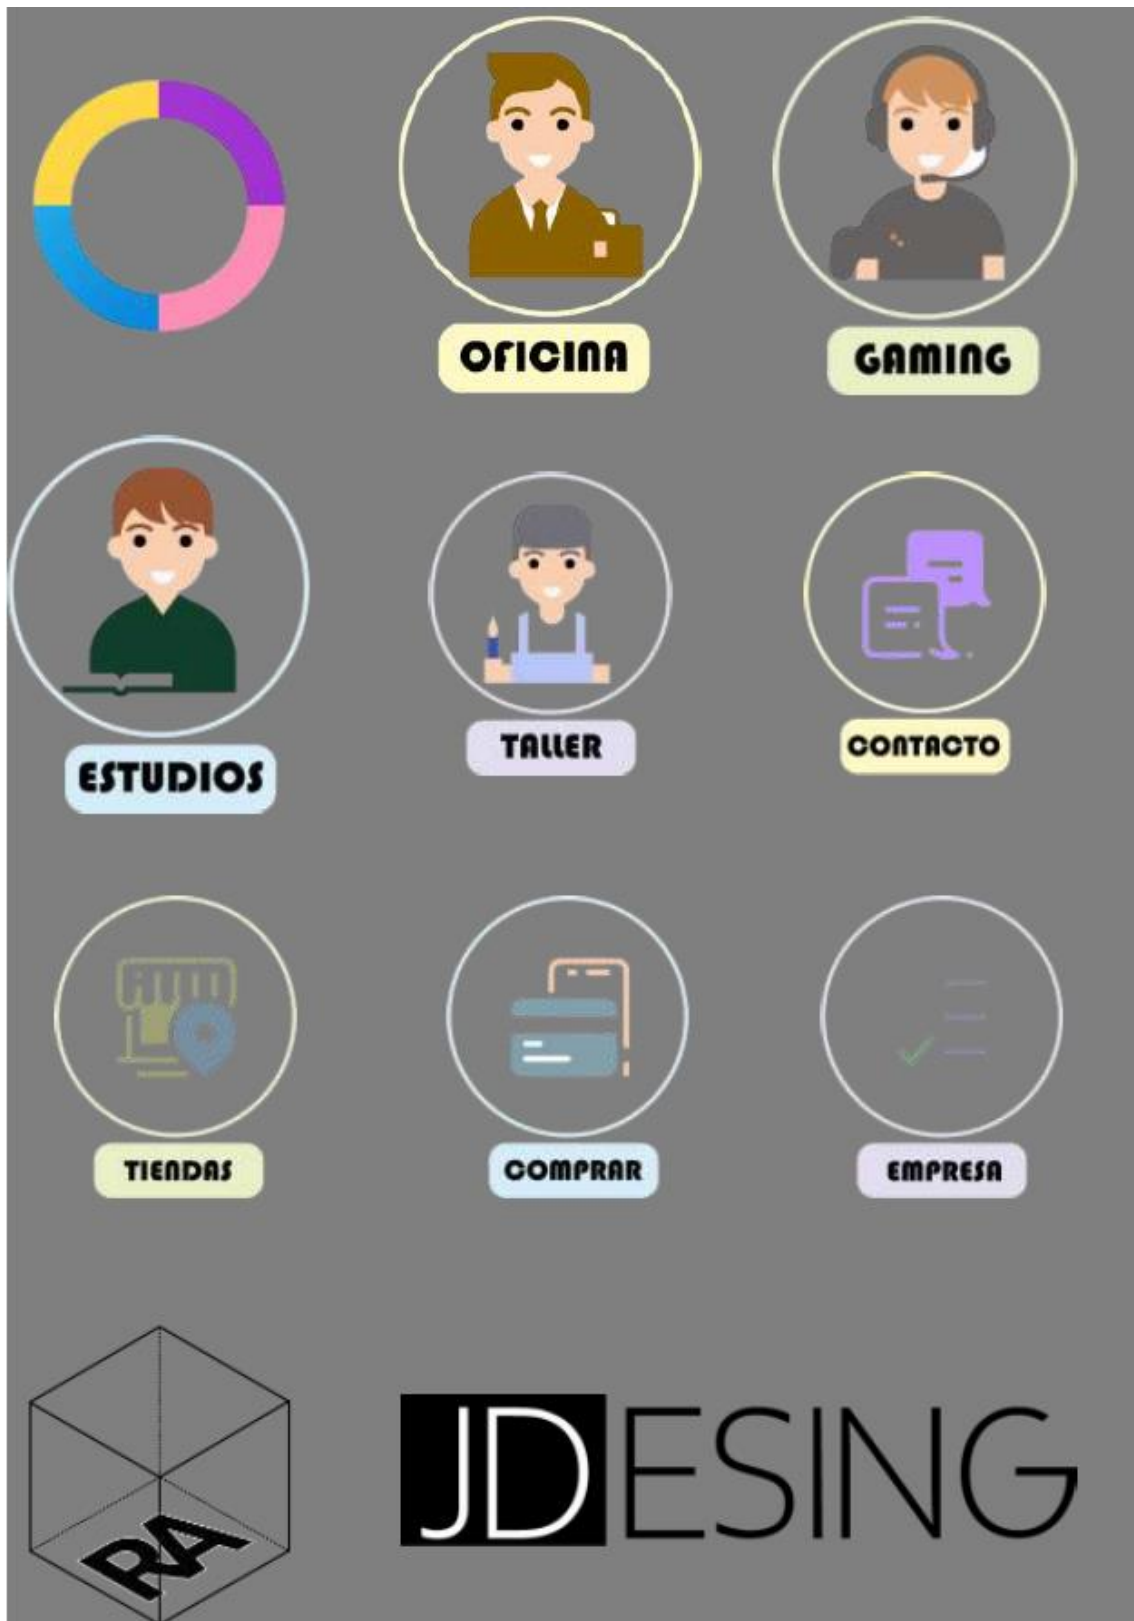 OFICINA
GAMING
ESTUDIOS
TALLER
CONTACTO
TIENDAS
COMPRAR
EMPRESA
RA
JDESING